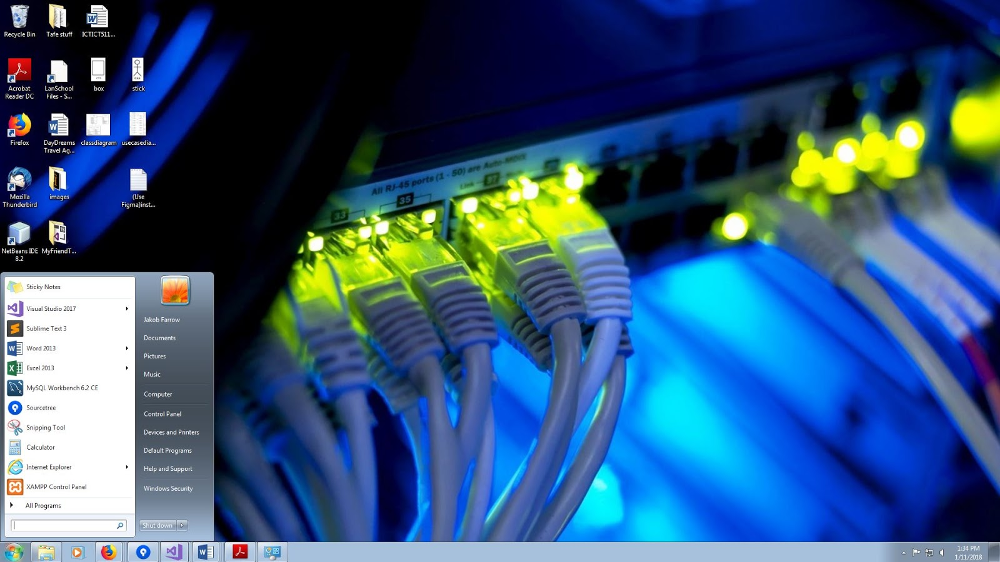 Recycle Bin
Tafe stuff
ICTICT511...
Acrobat
Reader DC
LanSchool
Files - S...
box
stick
Firefox
DayDreams
Travel Ag...
classdiagram
usecasedia...
Mozilla
Thunderbird
images
(Use
Figma)inst...
NetBeans IDE
8.2
MyFriendT...
All RJ-45 ports (1 - 50) are Auto-MDIX
Link
37
33
35
Sticky Notes
Visual Studio 2017
Sublime Text 3
Word 2013
Excel 2013
MySQL Workbench 6.2 CE
Sourcetree
Snipping Tool
Calculator
Internet Explorer
XAMPP Control Panel
All Programs
Jakob Farrow
Documents
Pictures
Music
Computer
Control Panel
Devices and Printers
Default Programs
Help and Support
Windows Security
Shut down
1:34 PM
1/11/2018